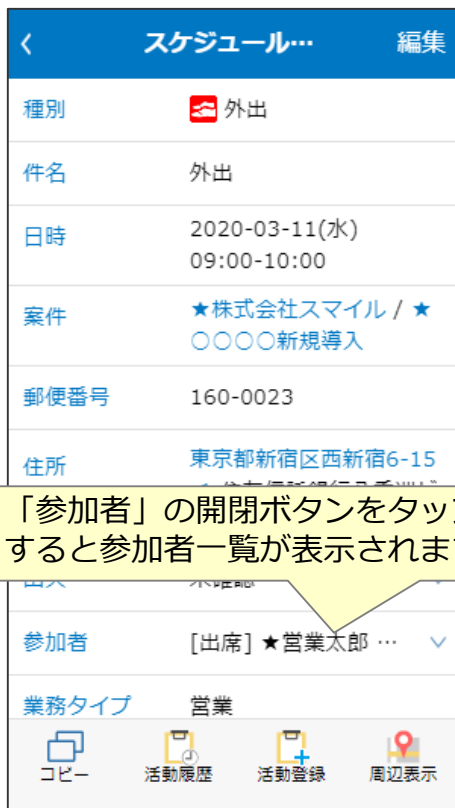 スケジュール… 編集
種別 外出
件名 外出
日時 2020-03-11(水)
09:00-10:00
案件 ★株式会社スマイル / ★
〇〇〇〇新規導入
郵便番号 160-0023
住所 東京都新宿区西新宿6-15
「参加者」の開閉ボタンをタッ
すると参加者一覧が表示されま
参加者 [出席] ★営業太郎 …
業務タイプ 営業
コピー 活動履歴 活動登録 周辺表示